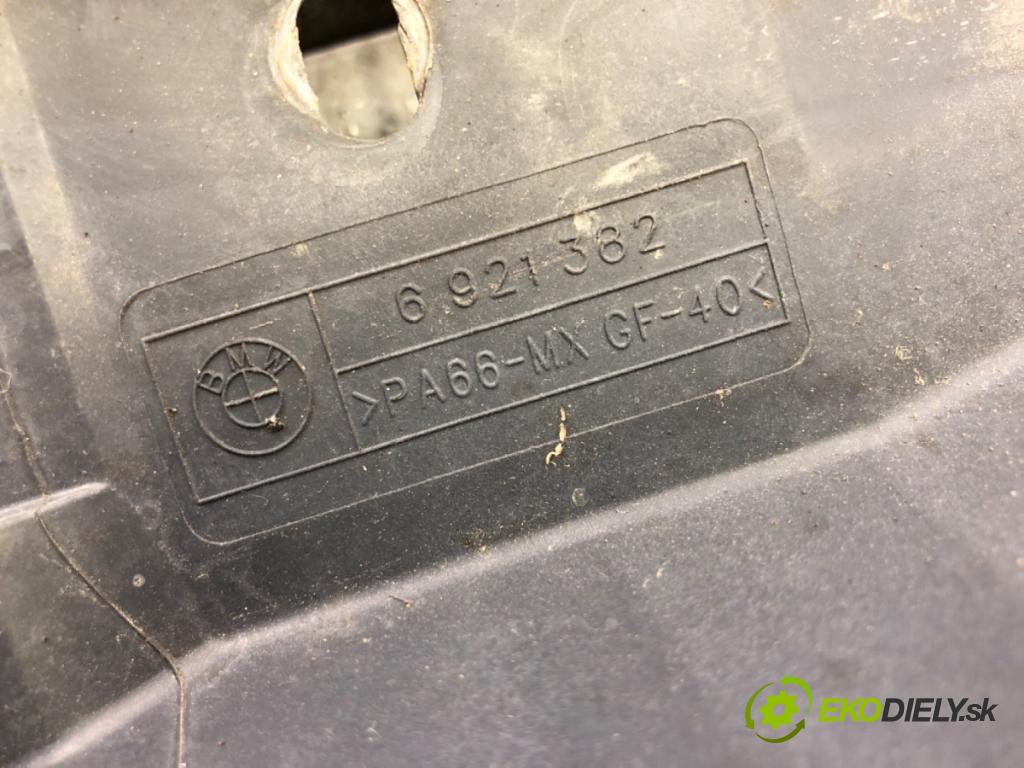 6 921 382
BMW
>PA66-MX GF-40<
EKODIELY.sk